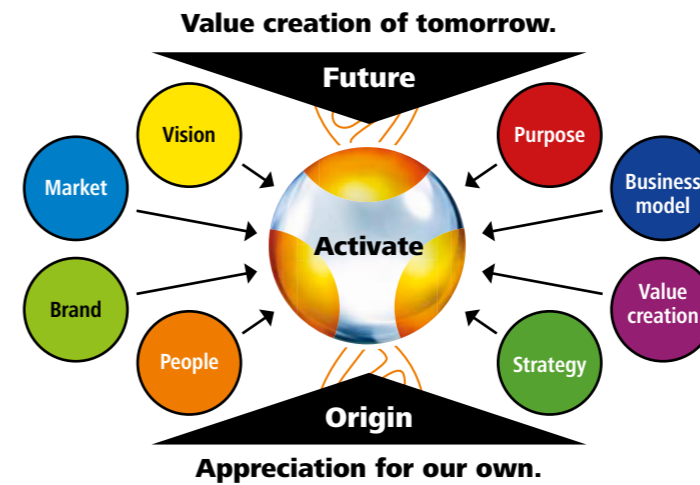 Value creation of tomorrow.
Future
Vision
Purpose
Market
Business
model
Activate
Brand
Value
creation
People
Strategy
Origin
Appreciation for our own.